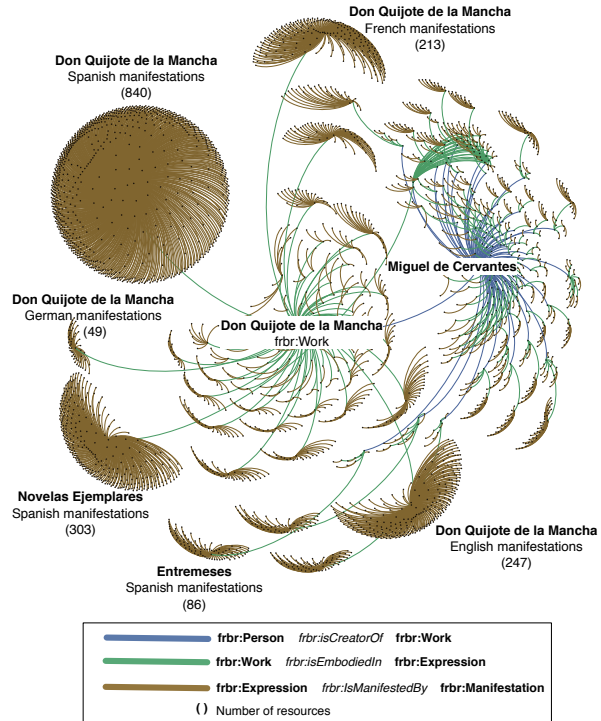 Don Quijote de la Mancha
French manifestations
(213)
Don Quijote de la Mancha
Spanish manifestations
(840)
Miguel de Cervantes
Don Quijote de la Mancha
German manifestations
(49)
Don Quijote de la Mancha
frbr:Work
Novelas Ejemplares
Spanish manifestations
(303)
Don Quijote de la Mancha
English manifestations
(247)
Entremeses
Spanish manifestations
(86)
frbr:Person frbr:isCreatorOf frbr:Work
frbr:Work frbr:isEmbodiedIn frbr:Expression
frbr:Expression frbr:IsManifestedBy frbr:Manifestation
() Number of resources